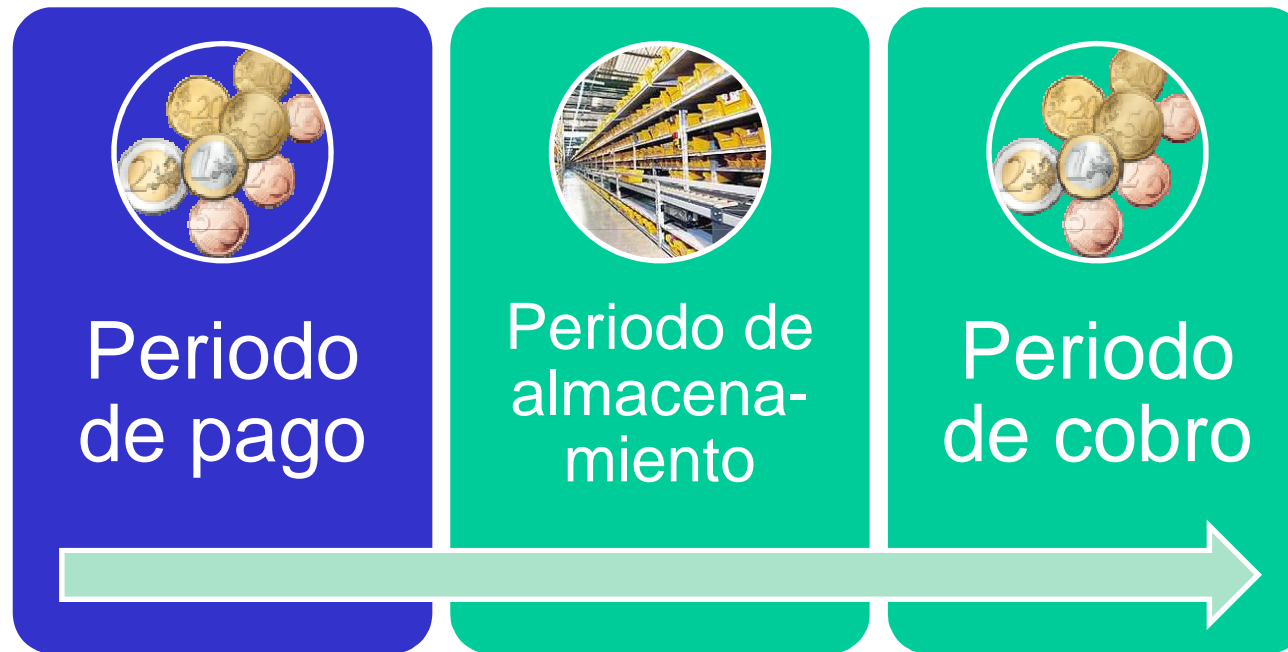 Periodo
de pago
Periodo de
almacena-
miento
Periodo
de cobro